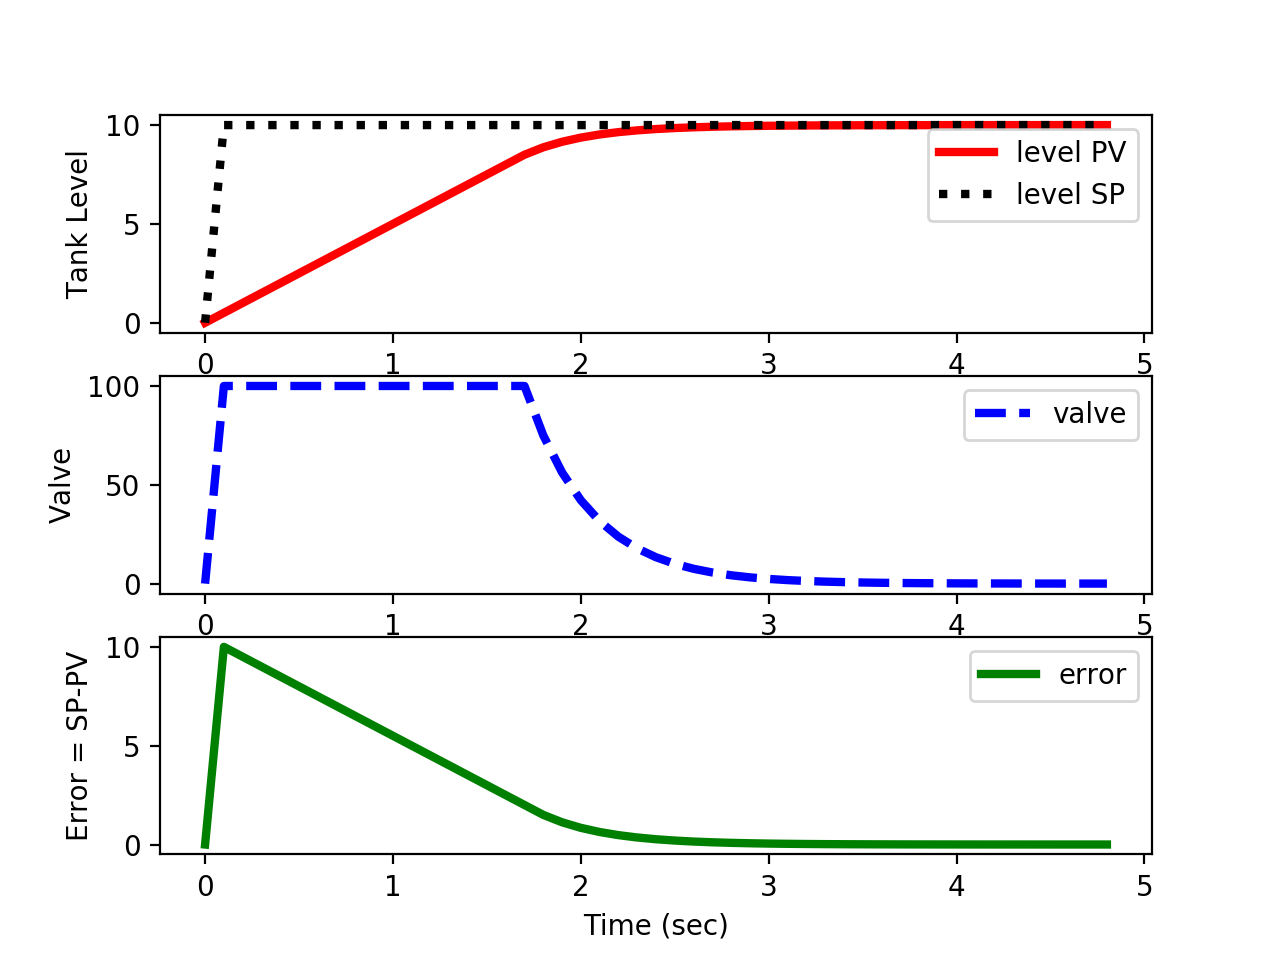 10
5
0
Tank Level
level PV
level SP
0 1 2 3 4 5
100
50
0
Valve
valve
0 1 2 3 4 5
10
5
0
Error = SP-PV
error
0 1 2 3 4 5
Time (sec)